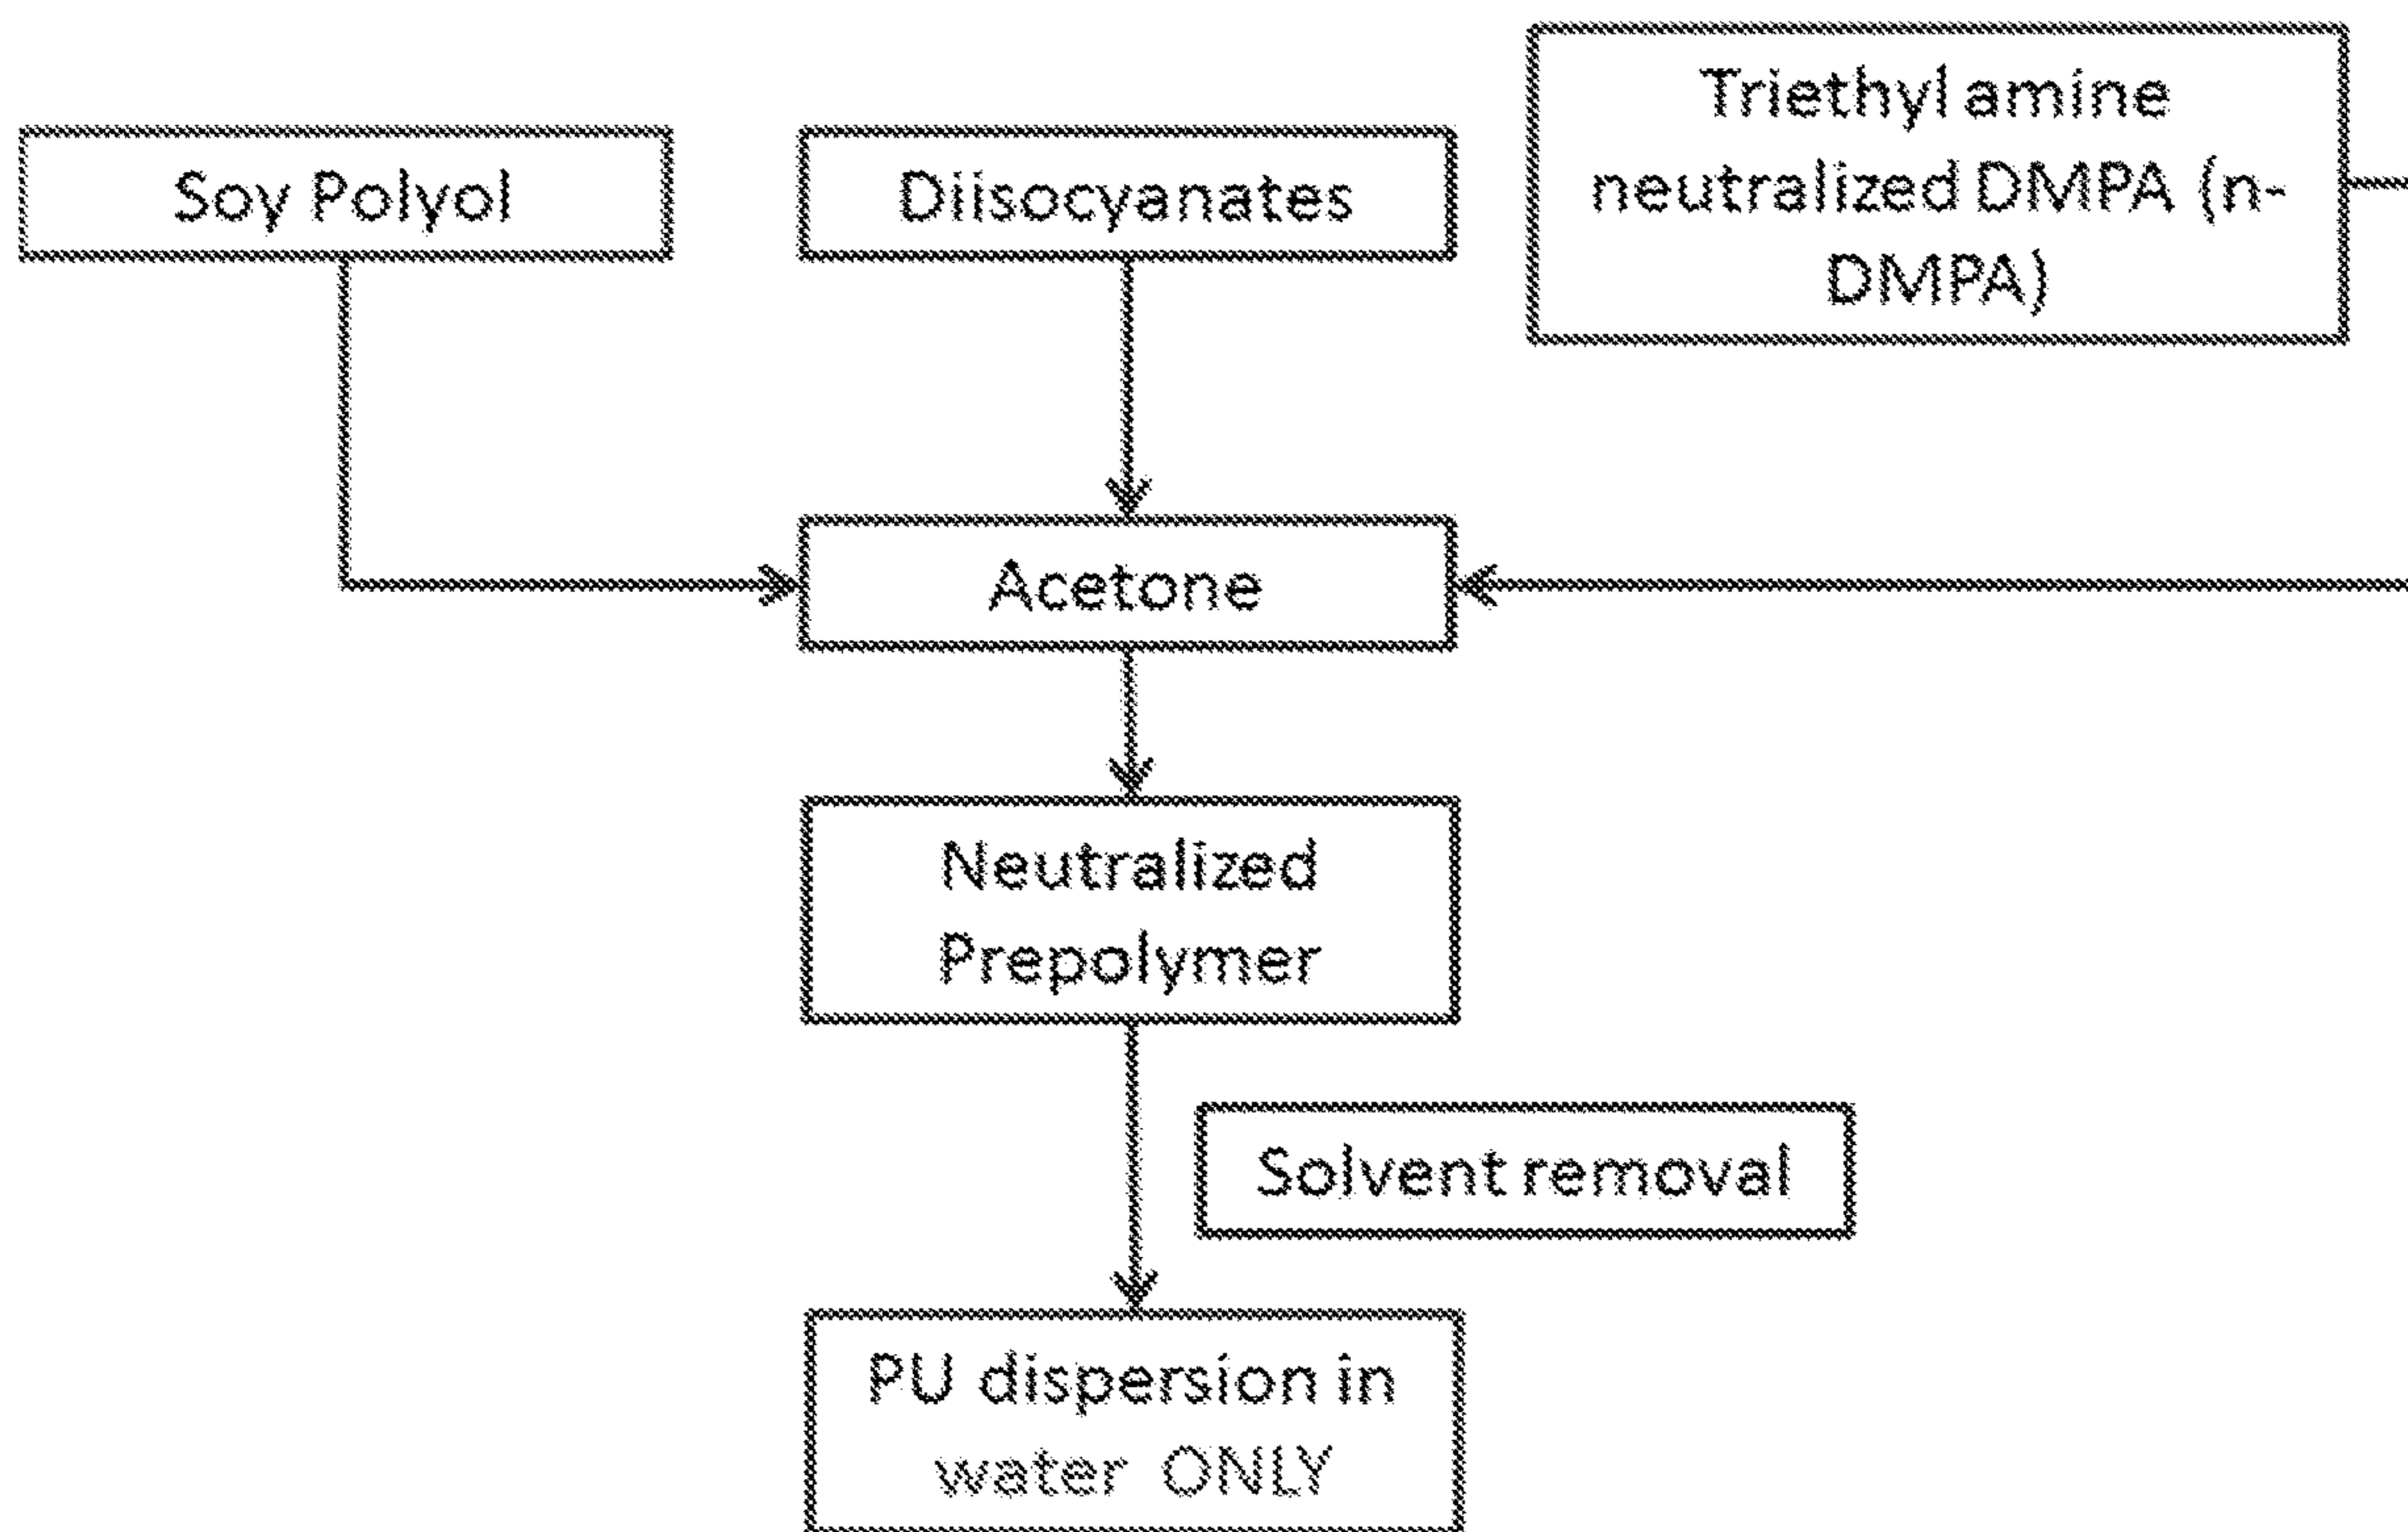 Soy Polyol
Diisocyanates
Triethyl amine
neutralized DMPA (n-
DMPA)
Acetone
Neutralized
Prepolymer
Solvent removal
PU dispersion in
water ONLY